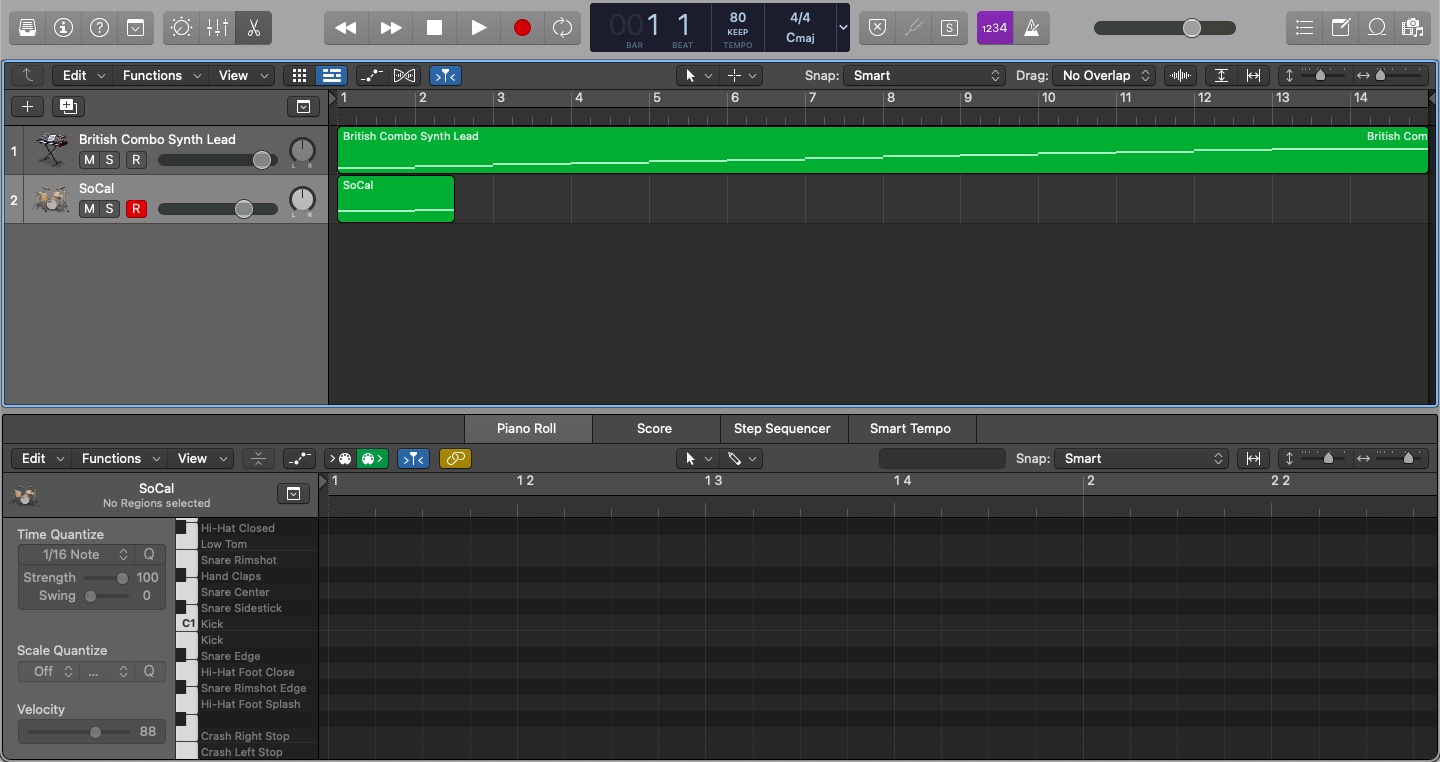 001 1
BAR BEAT
80
KEEP
TEMPO
4/4
Cmaj
S
1234
Edit Functions View
Snap: Smart
Drag: No Overlap
1 2 3 4 5 6 7 8 9 10 11 12 13 14
1
British Combo Synth Lead
M S R
L R
British Combo Synth Lead
British Com
2
SoCal
M S R
L R
SoCal
Piano Roll Score Step Sequencer Smart Tempo
Edit Functions View
Snap: Smart
SoCal
No Regions selected
1 1 2 1 3 1 4 2 2 2
Time Quantize
1/16 Note Q
Strength 100
Swing 0
Scale Quantize
Off ... Q
Velocity
88
Hi-Hat Closed
Low Tom
Snare Rimshot
Hand Claps
Snare Center
Snare Sidestick
C1 Kick
Kick
Snare Edge
Hi-Hat Foot Close
Snare Rimshot Edge
Hi-Hat Foot Splash
Crash Right Stop
Crash Left Stop